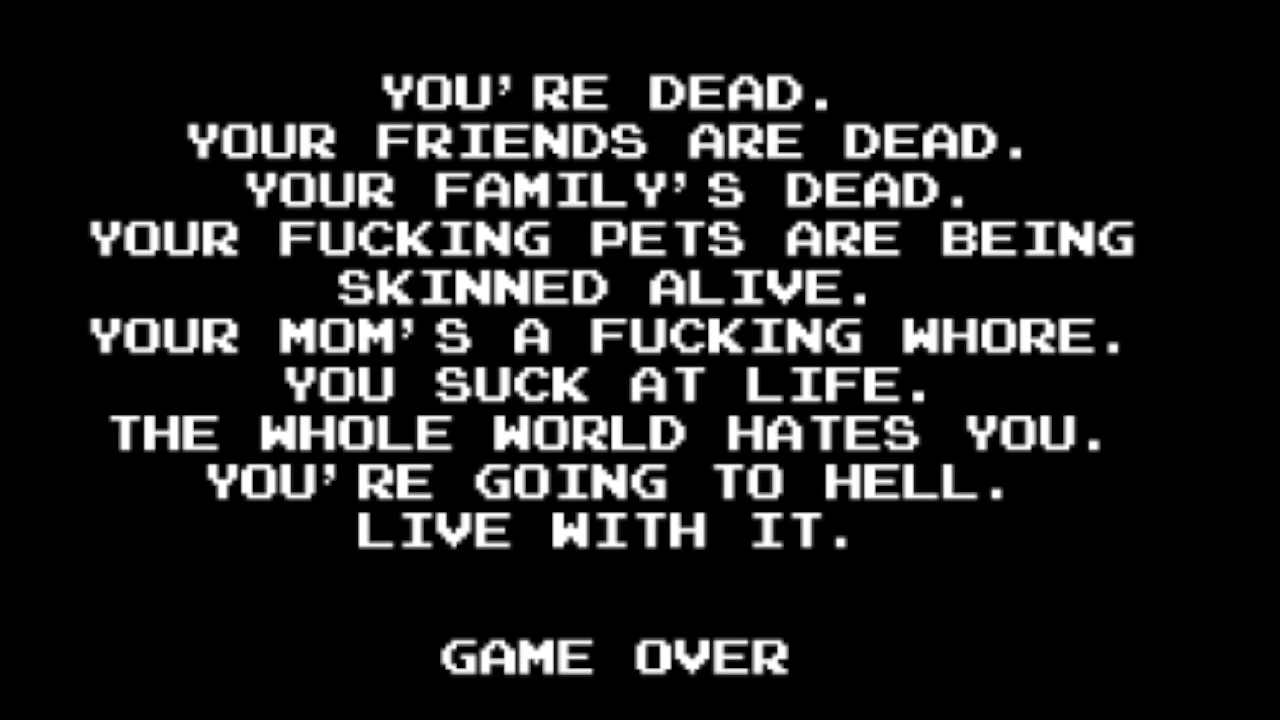 YOU'RE DEAD.
YOUR FRIENDS ARE DEAD.
YOUR FAMILY'S DEAD.
YOUR FUCKING PETS ARE BEING
SKINNED ALIVE.
YOUR MOM'S A FUCKING WHORE.
YOU SUCK AT LIFE.
THE WHOLE WORLD HATES YOU.
YOU'RE GOING TO HELL.
LIVE WITH IT.
GAME OVER